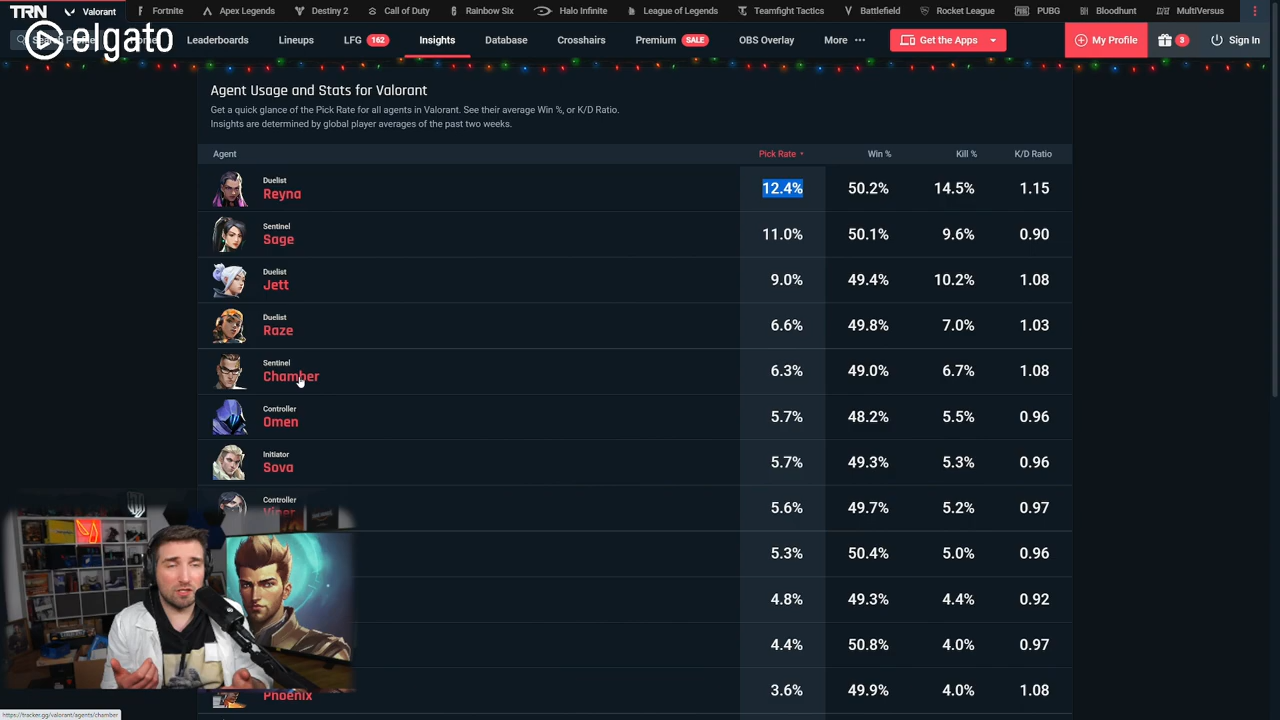 TRN Valorant Fortnite Apex Legends Destiny 2 Call of Duty Rainbow Six Halo Infinite League of Legends Teamfight Tactics Battlefield Rocket League PUBG Bloodhunt MultiVersus
elgato Leaderboards Lineups LFG 162 Insights Database Crosshairs Premium SALE OBS Overlay More Get the Apps My Profile 3 Sign In
Agent Usage and Stats for Valorant
Get a quick glance of the Pick Rate for all agents in Valorant. See their average Win %, or K/D Ratio.
Insights are determined by global player averages of the past two weeks.
Agent Pick Rate Win % Kill % K/D Ratio
Duelist
Reyna 12.4% 50.2% 14.5% 1.15
Sentinel
Sage 11.0% 50.1% 9.6% 0.90
Duelist
Jett 9.0% 49.4% 10.2% 1.08
Duelist
Raze 6.6% 49.8% 7.0% 1.03
Sentinel
Chamber 6.3% 49.0% 6.7% 1.08
Controller
Omen 5.7% 48.2% 5.5% 0.96
Initiator
Sova 5.7% 49.3% 5.3% 0.96
Controller
Viper 5.6% 49.7% 5.2% 0.97
5.3% 50.4% 5.0% 0.96
4.8% 49.3% 4.4% 0.92
4.4% 50.8% 4.0% 0.97
Phoenix 3.6% 49.9% 4.0% 1.08
https://tracker.gg/valorant/agents/chamber